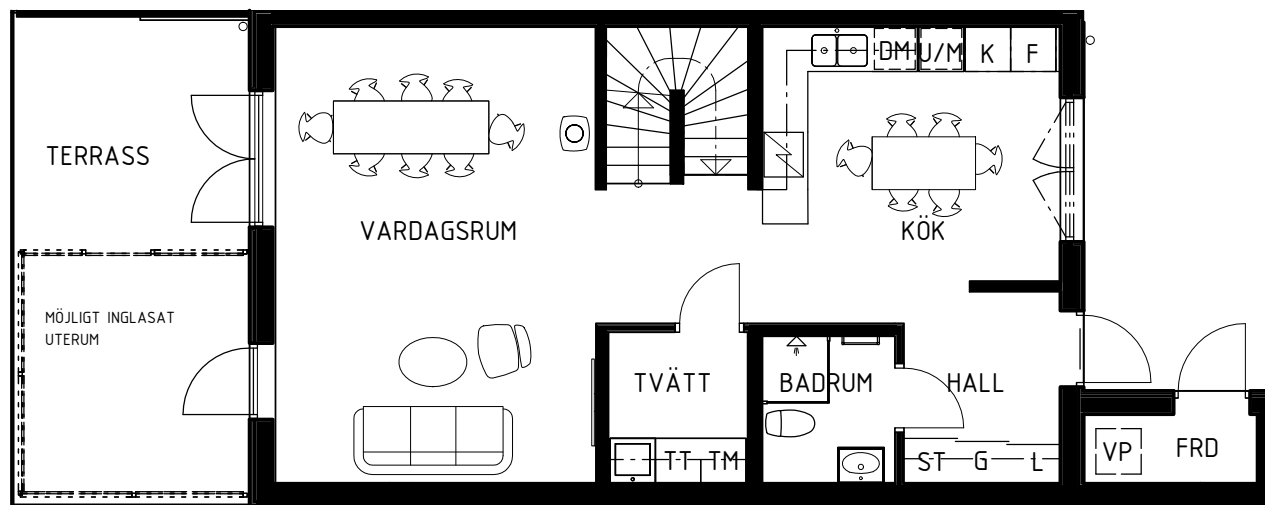 DM U/M K F
TERRASS
VARDAGSRUM
KÖK
MÖJLIGT INGLASAT
UTERUM
TVÄTT
BADRUM
HALL
TT TM
ST G L
VP
FRD